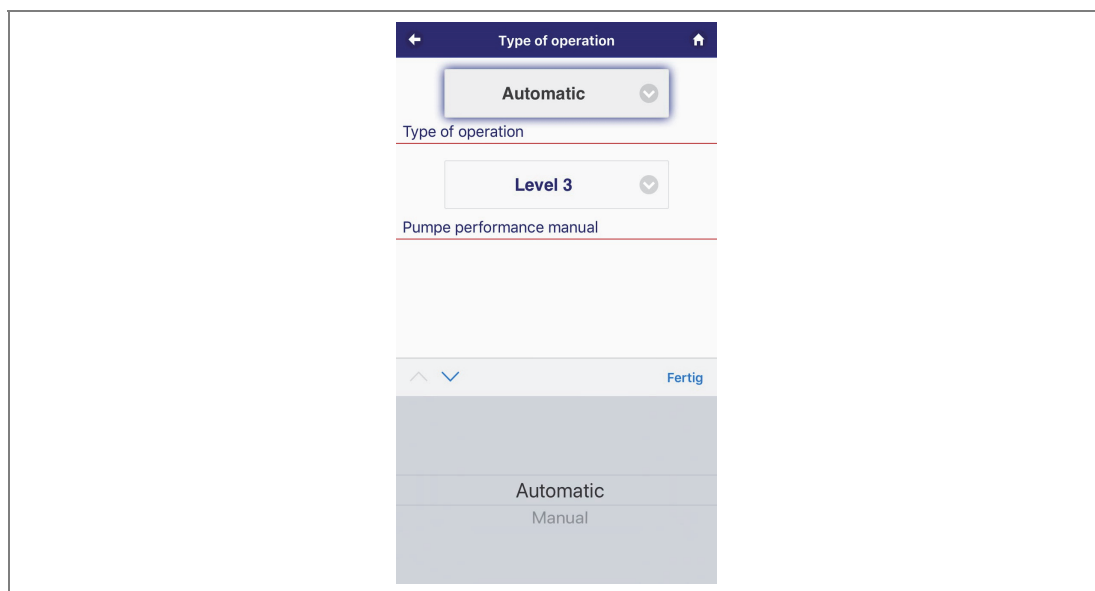 Type of operation
Automatic
Type of operation
Level 3
Pumpe performance manual
Fertig
Automatic
Manual